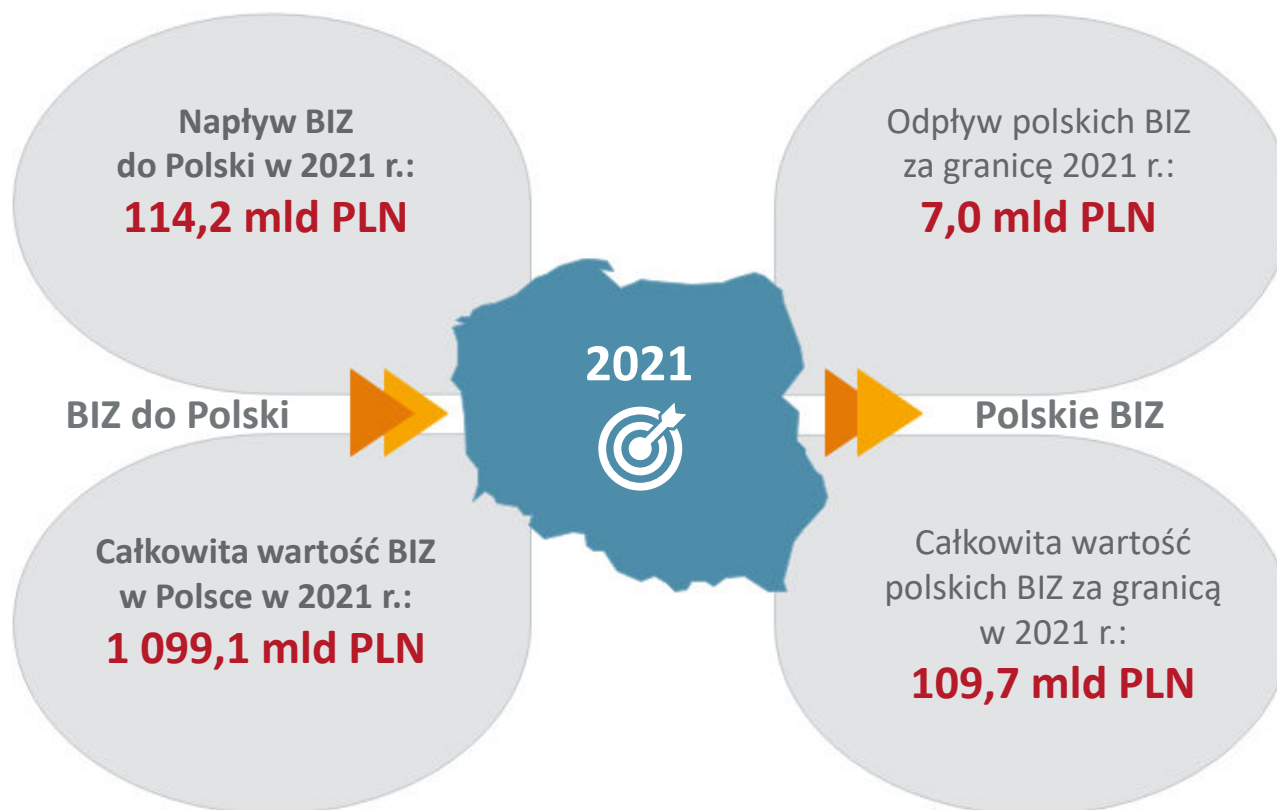 Napływ BIZ
do Polski w 2021 r.:
114,2 mld PLN
Odpływ polskich BIZ
za granicę 2021 r.:
7,0 mld PLN
2021
BIZ do Polski
Polskie BIZ
Całkowita wartość BIZ
w Polsce w 2021 r.:
1 099,1 mld PLN
Całkowita wartość
polskich BIZ za granicą
w 2021 r.:
109,7 mld PLN